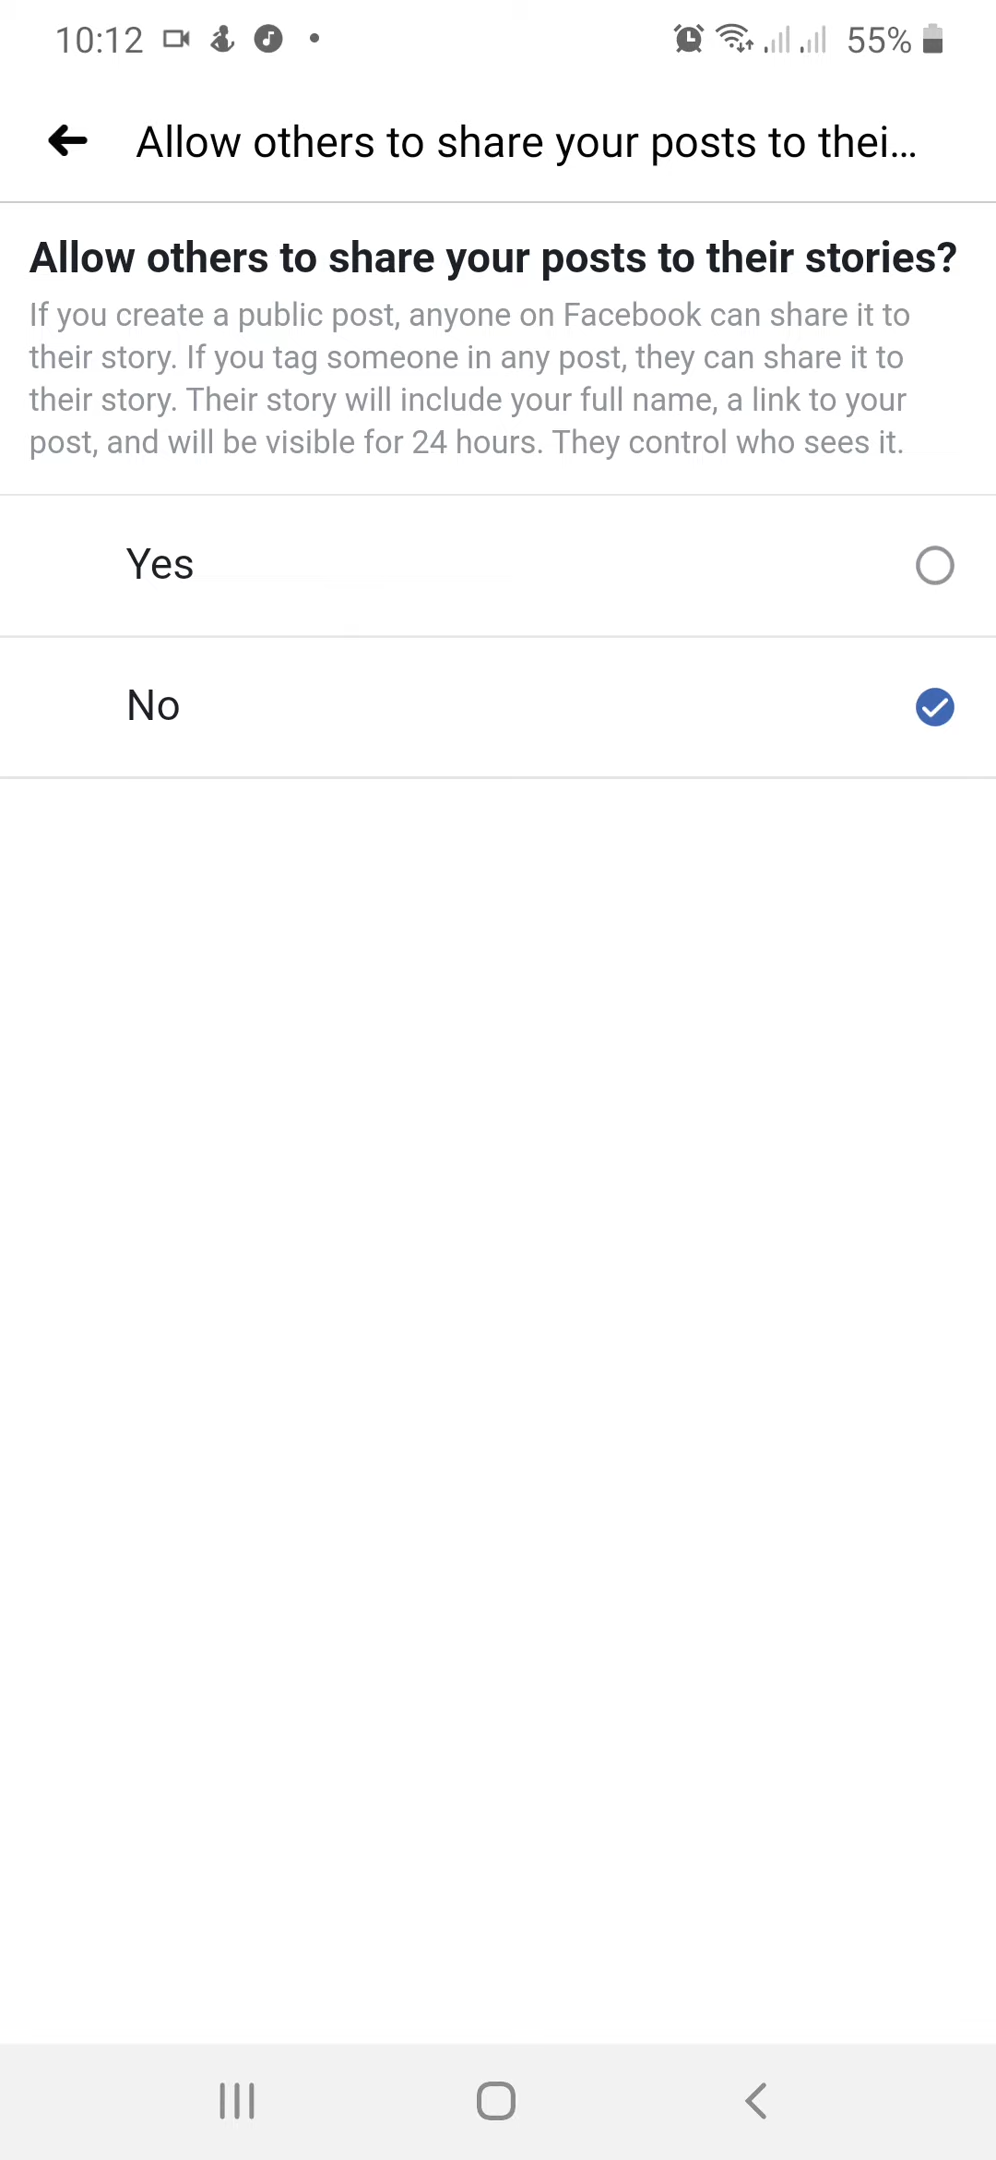 10:12 55%
Allow others to share your posts to thei...
Allow others to share your posts to their stories?
If you create a public post, anyone on Facebook can share it to
their story. If you tag someone in any post, they can share it to
their story. Their story will include your full name, a link to your
post, and will be visible for 24 hours. They control who sees it.
Yes
No